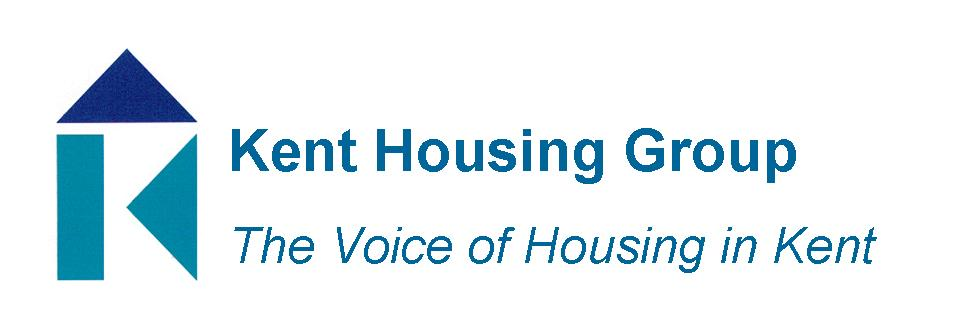 Kent Housing Group
The Voice of Housing in Kent